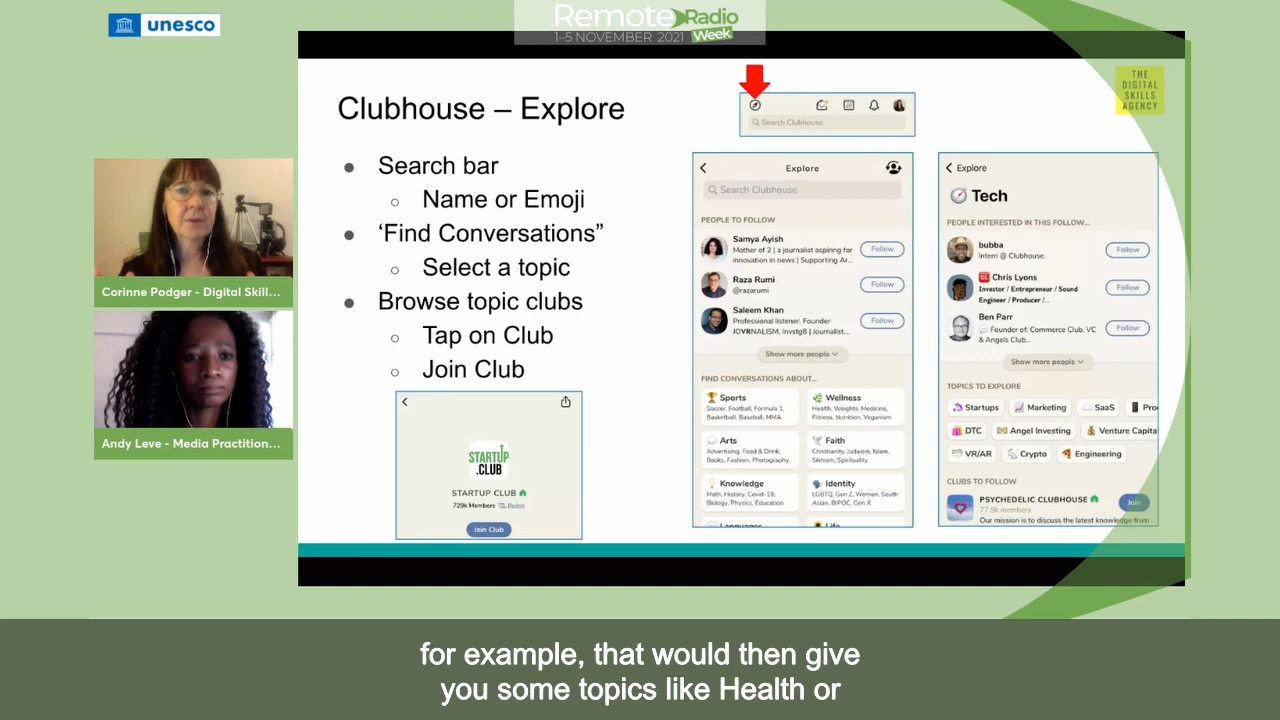 unesco
Remote Radio Week
1–5 NOVEMBER 2021
THE DIGITAL SKILLS AGENCY
Clubhouse – Explore
● Search bar
○ Name or Emoji
● ‘Find Conversations”
○ Select a topic
● Browse topic clubs
○ Tap on Club
○ Join Club
STARTUP .CLUB
STARTUP CLUB
729k Members Rules
Join Club
Search Clubhouse
Explore
Search Clubhouse
PEOPLE TO FOLLOW
Samya Ayish
Mother of 2 | a journalist aspiring for
innovation in news | Supporting Ar...
Follow
Raza Rumi
@razarumi
Follow
Saleem Khan
Professional listener. Founder
JOVRNALISM, Invstg8 | Journalist...
Follow
Show more people
FIND CONVERSATIONS ABOUT...
Sports
Soccer, Football, Formula 1,
Basketball, Baseball, MMA
Wellness
Health, Weights, Medicine,
Fitness, Nutrition, Veganism
Arts
Advertising, Food & Drink,
Books, Fashion, Photography
Faith
Christianity, Judaism, Islam,
Sikhism, Spirituality
Knowledge
Math, History, Covid-19,
Biology, Physics, Education
Identity
LGBTQ, Gen Z, Women, South
Asian, BIPOC, Gen X
Languages
Life
Explore
Tech
PEOPLE INTERESTED IN THIS FOLLOW...
bubba
Intern @ Clubhouse.
Follow
CL Chris Lyons
Investor / Entrepreneur / Sound
Engineer / Producer /...
Follow
Ben Parr
Founder of: Commerce Club, VC
& Angels Club...
Follow
Show more people
TOPICS TO EXPLORE
Startups Marketing SaaS Pro
DTC Angel Investing Venture Capita
VR/AR Crypto Engineering
CLUBS TO FOLLOW
PSYCHEDELIC CLUBHOUSE
77.9k members
Join
Our mission is to discuss the latest knowledge from
Corinne Podger - Digital Skill...
Andy Leve - Media Practition...
for example, that would then give
you some topics like Health or